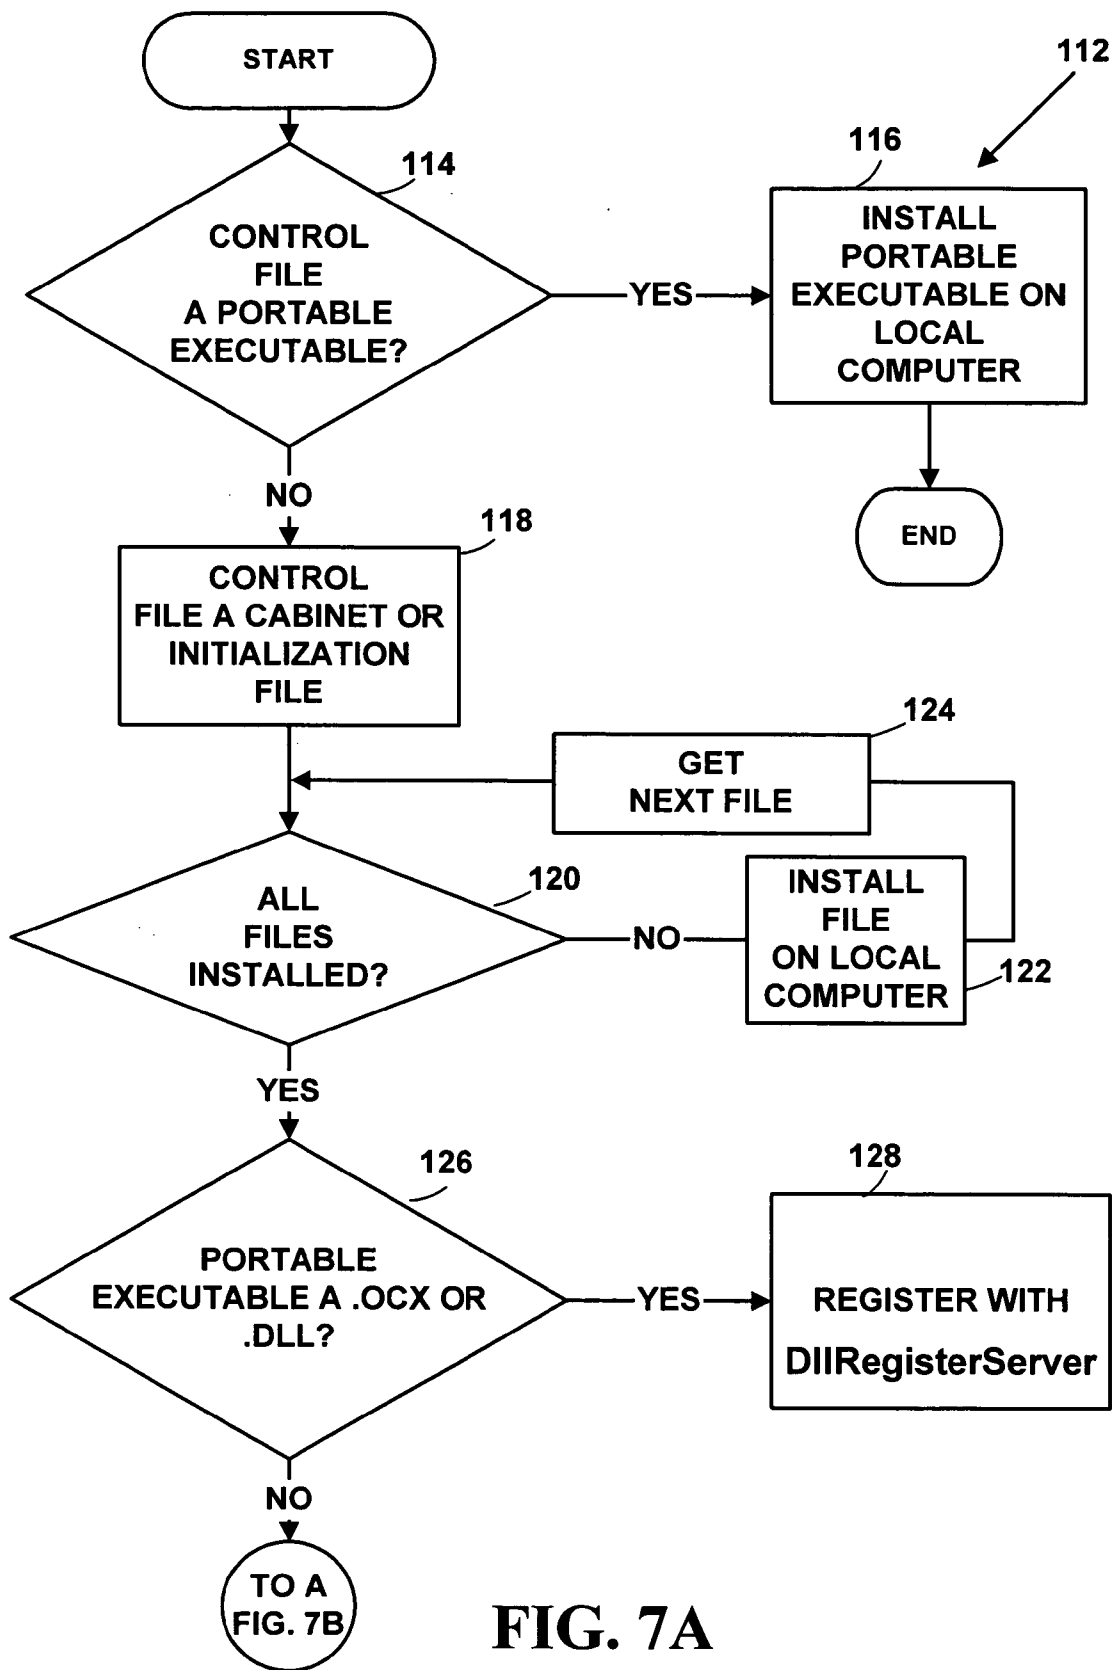 START
112
114
116
CONTROL
FILE
A PORTABLE
EXECUTABLE?
YES
INSTALL
PORTABLE
EXECUTABLE ON
LOCAL
COMPUTER
NO
END
118
CONTROL
FILE A CABINET OR
INITIALIZATION
FILE
124
GET
NEXT FILE
120
ALL
FILES
INSTALLED?
NO
INSTALL
FILE
ON LOCAL
COMPUTER
122
YES
126
128
PORTABLE
EXECUTABLE A .OCX OR
.DLL?
YES
REGISTER WITH
DllRegisterServer
NO
TO A
FIG. 7B
FIG. 7A